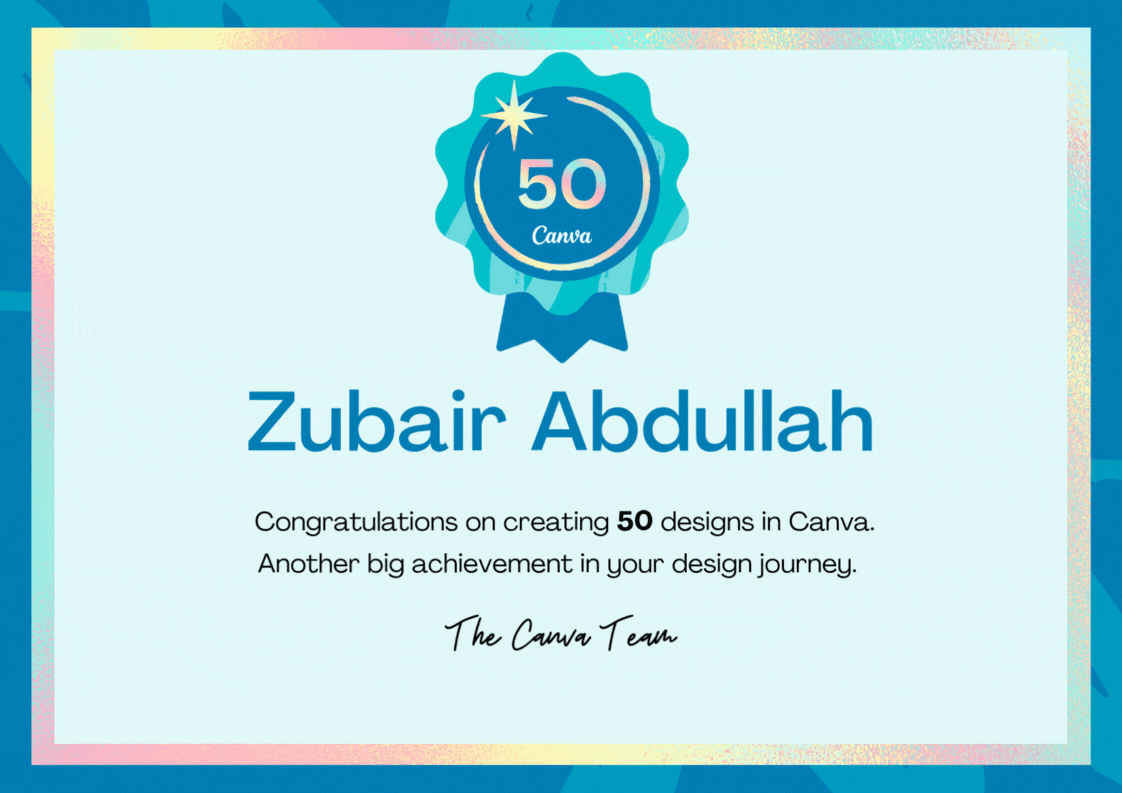 50
Canva
Zubair Abdullah
Congratulations on creating 50 designs in Canva.
Another big achievement in your design journey.
The Canva Team